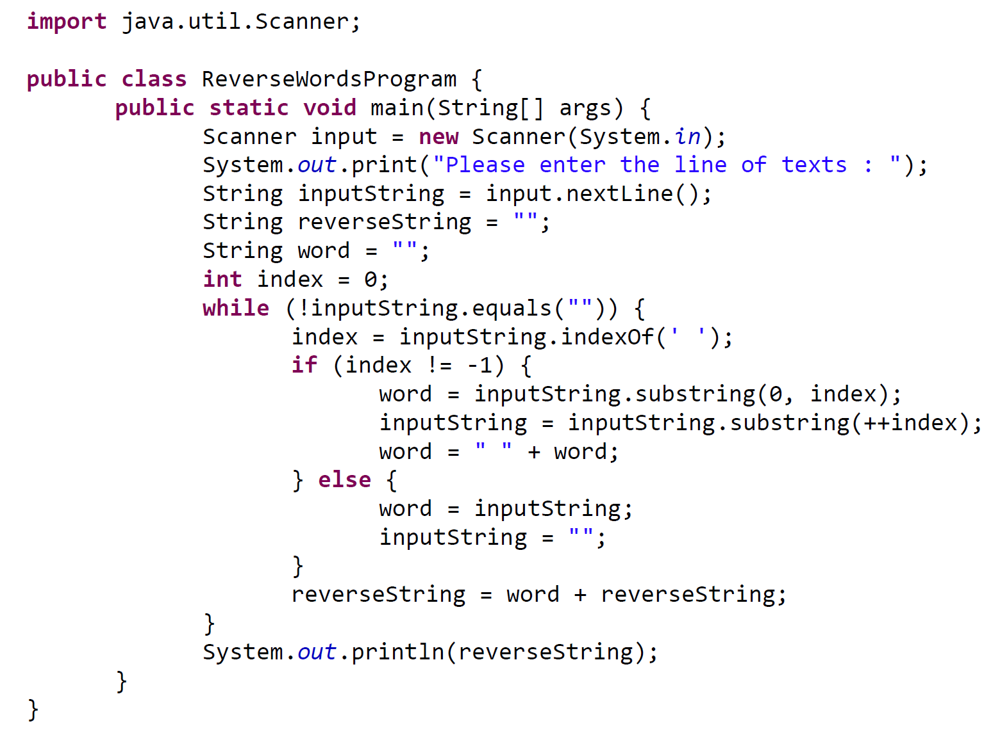 import java.util.Scanner;

public class ReverseWordsProgram {
	public static void main(String[] args) {
		Scanner input = new Scanner(System.in);
		System.out.print("Please enter the line of texts : ");
		String inputString = input.nextLine();
		String reverseString = "";
		String word = "";
		int index = 0;
		while (!inputString.equals("")) {
			index = inputString.indexOf(' ');
			if (index != -1) {
				word = inputString.substring(0, index);
				inputString = inputString.substring(++index);
				word = " " + word;
			} else {
				word = inputString;
				inputString = "";
			}
			reverseString = word + reverseString;
		}
		System.out.println(reverseString);
	}
}